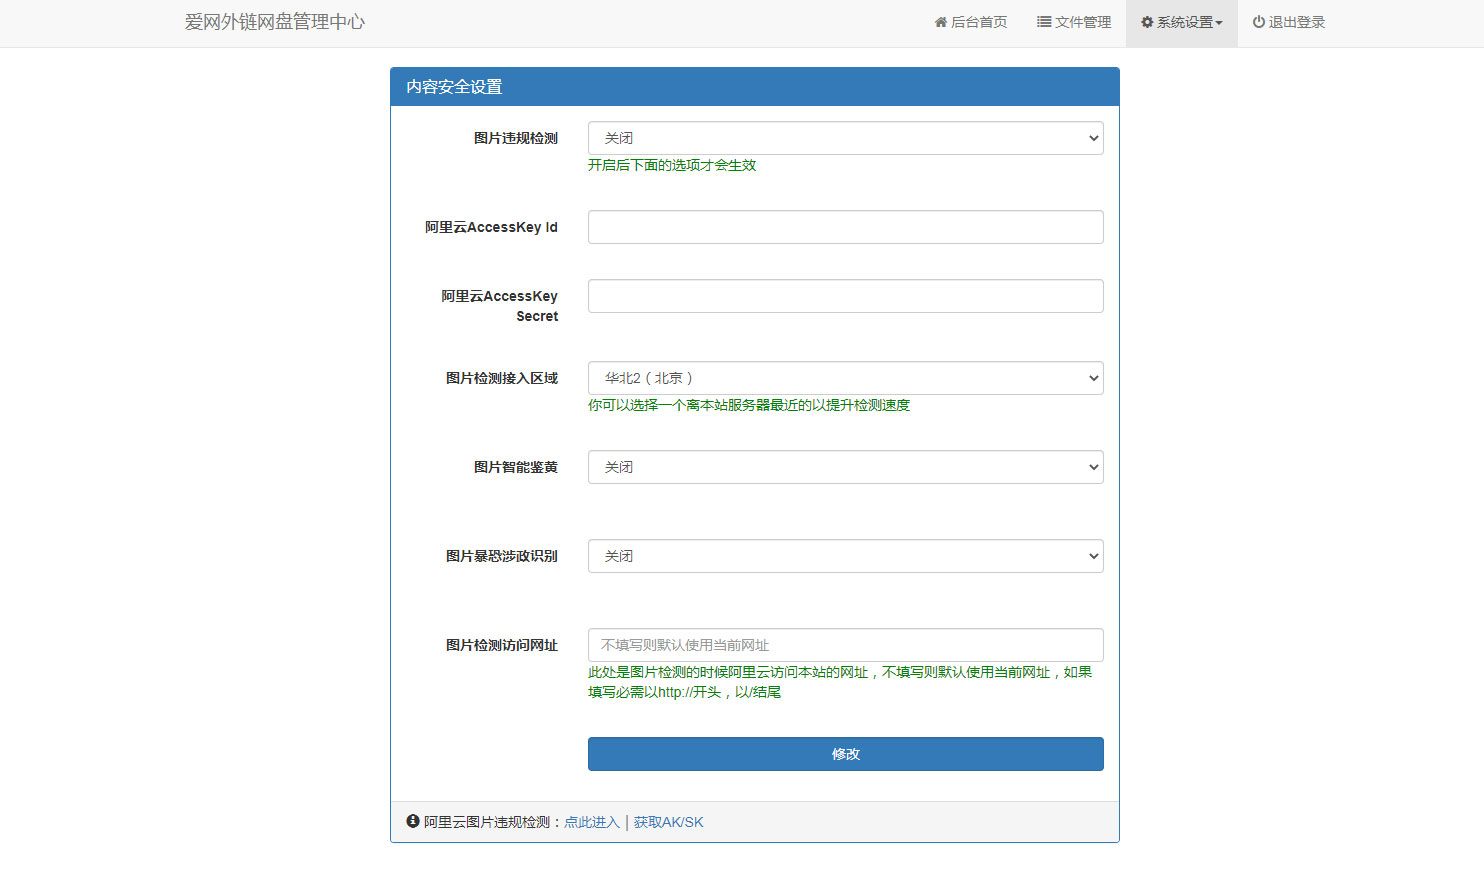 爱网外链网盘管理中心
后台首页
文件管理
系统设置
退出登录
内容安全设置
图片违规检测
关闭
开启后下面的选项才会生效
阿里云AccessKey Id
阿里云AccessKey
Secret
图片检测接入区域
华北2（北京）
你可以选择一个离本站服务器最近的以提升检测速度
图片智能鉴黄
关闭
图片暴恐涉政识别
关闭
图片检测访问网址
不填写则默认使用当前网址
此处是图片检测的时候阿里云访问本站的网址，不填写则默认使用当前网址，如果
填写必需以http://开头，以/结尾
修改
阿里云图片违规检测：点此进入 | 获取AK/SK